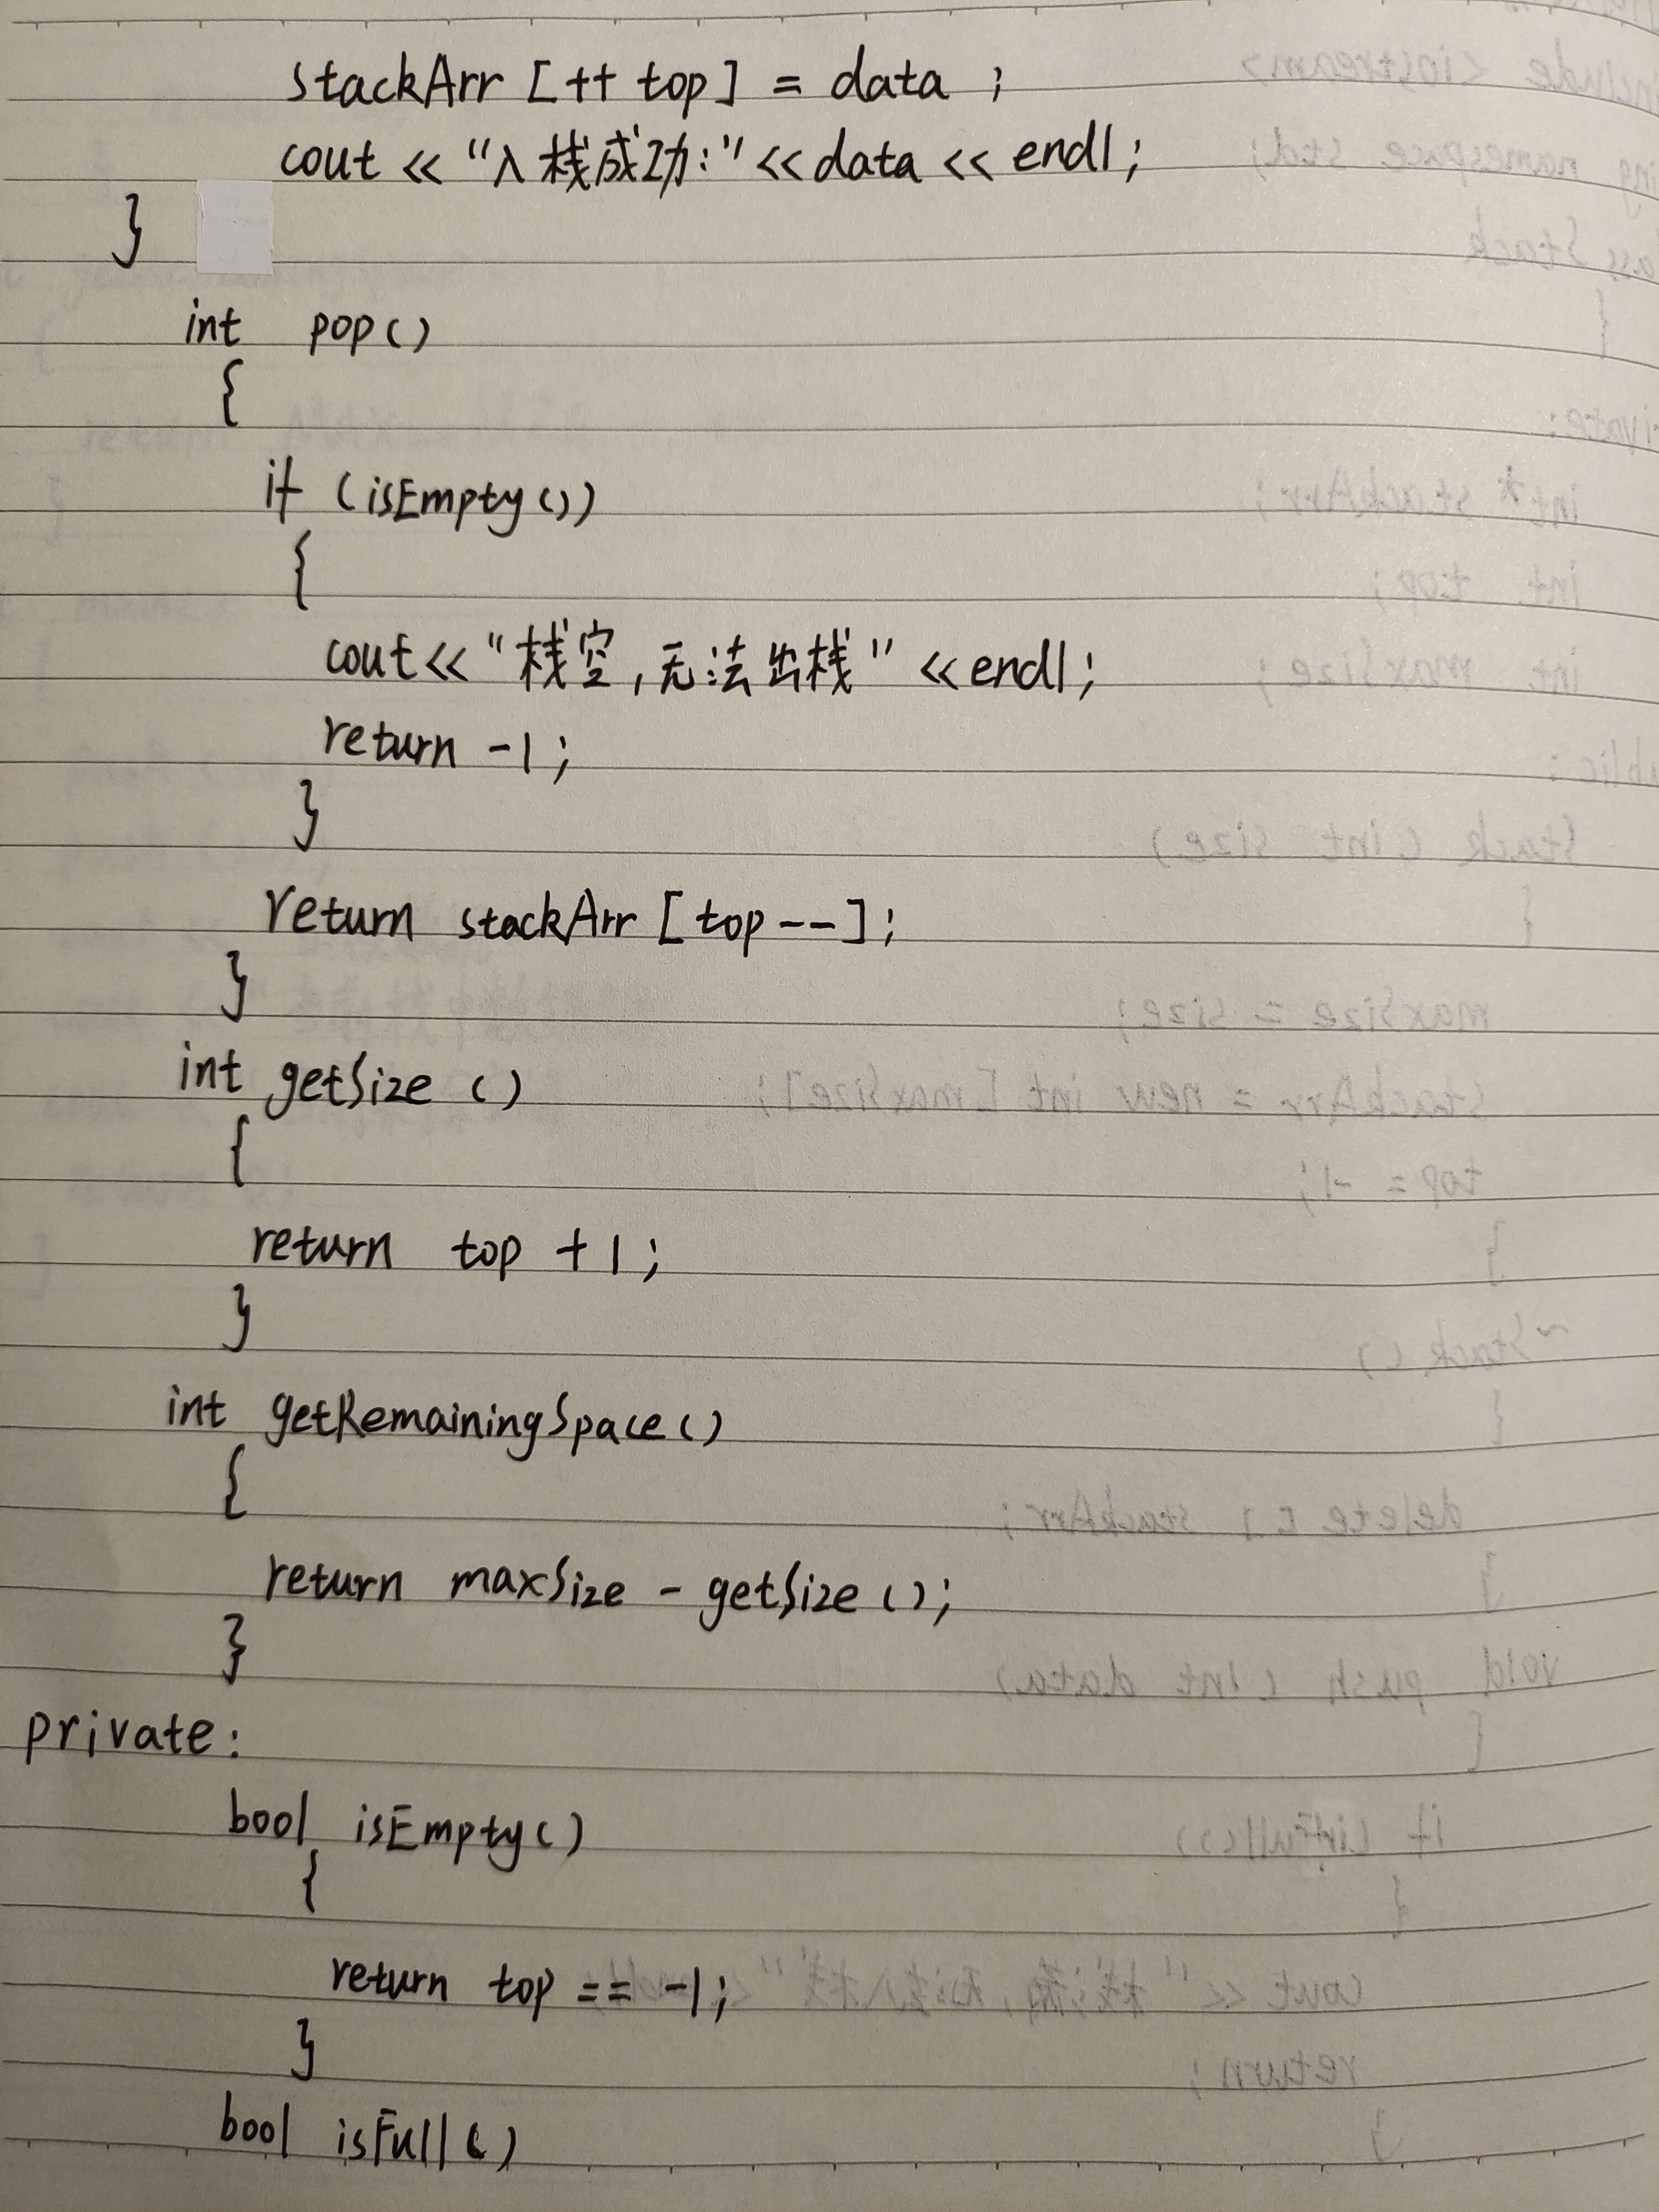 stackArr [++ top] = data ;
cout << "入栈成功:" << data << endl ;
}
int pop()
{
if (isEmpty())
{
cout << "栈空,无法出栈" << endl ;
return -1 ;
}
return stackArr [top--] ;
}
int getSize ()
{
return top + 1 ;
}
int getRemainingSpace()
{
return maxSize - getSize () ;
}
private :
bool isEmpty()
{
return top == -1 ;
}
bool isFull()